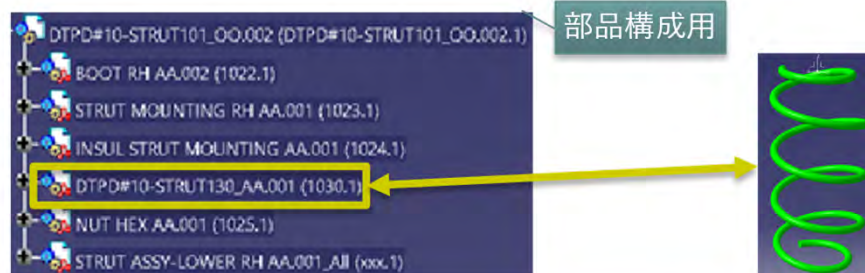 部品構成用
DTPD#10-STRUT101_OO.002 (DTPD#10-STRUT101_OO.002.1)
BOOT RH AA.002 (1022.1)
STRUT MOUNTING RH AA.001 (1023.1)
INSUL STRUT MOUNTING AA.001 (1024.1)
DTPD#10-STRUT130_AA.001 (1030.1)
NUT HEX AA.001 (1025.1)
STRUT ASSY-LOWER RH AA.001_All (xxx.1)